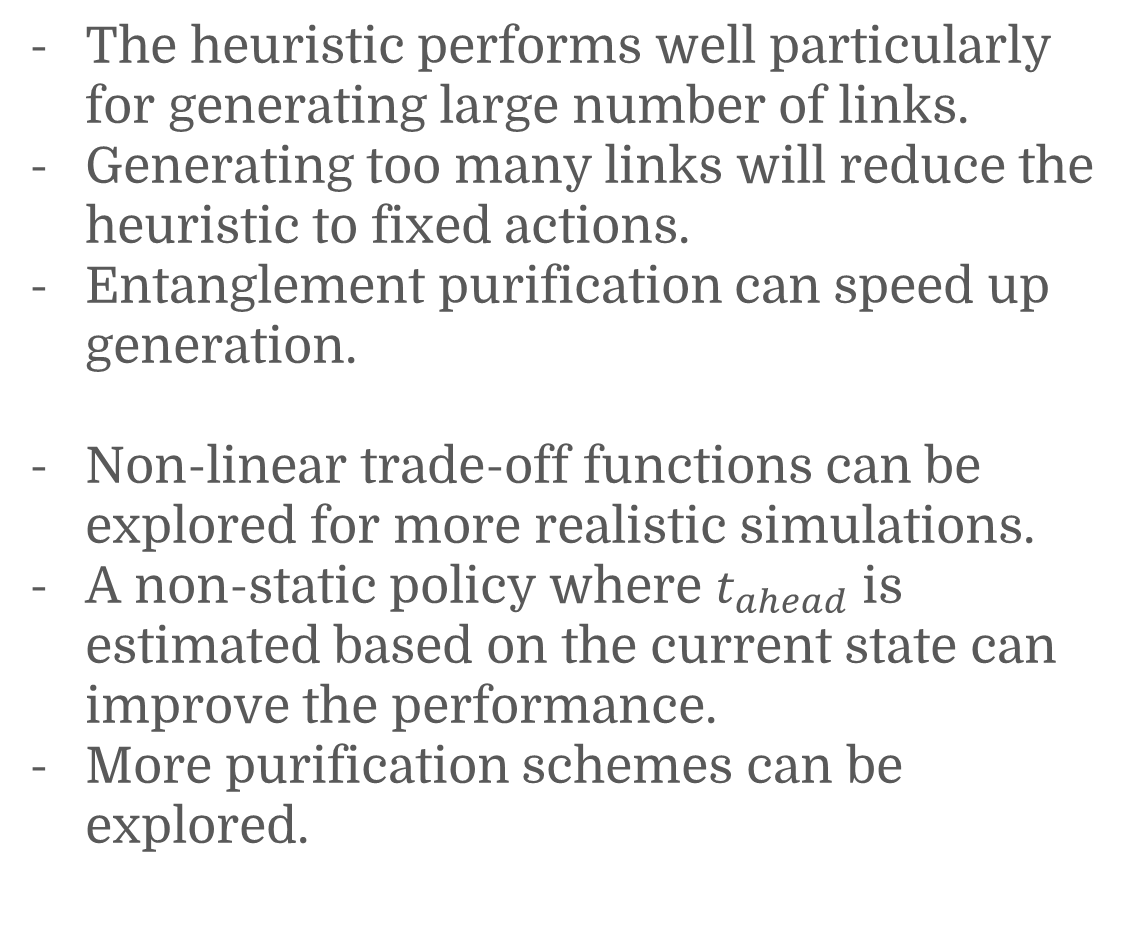 - The heuristic performs well particularly
for generating large number of links.
- Generating too many links will reduce the
heuristic to fixed actions.
- Entanglement purification can speed up
generation.
- Non-linear trade-off functions can be
explored for more realistic simulations.
- A non-static policy where t_ahead is
estimated based on the current state can
improve the performance.
- More purification schemes can be
explored.